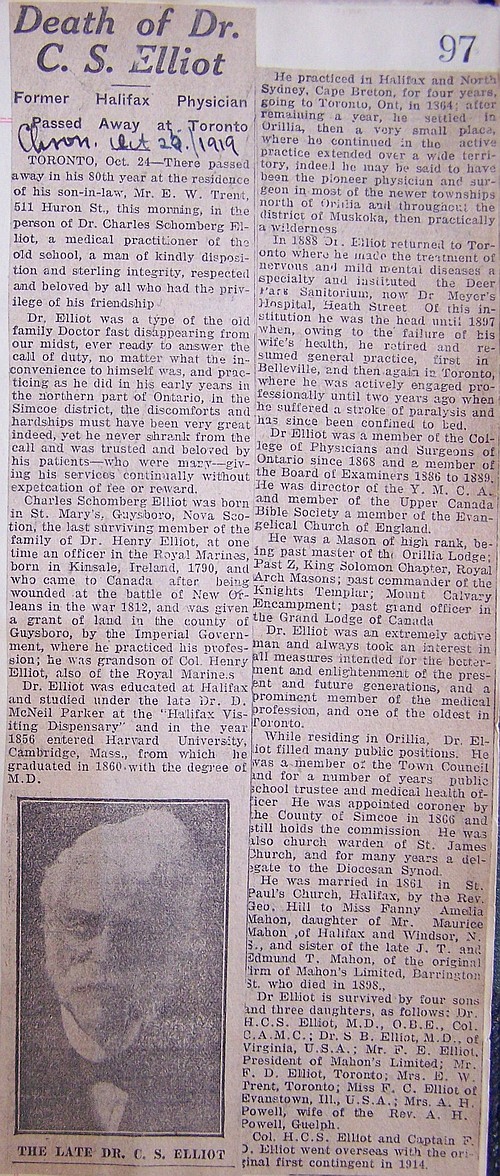 Death of Dr.
C. S. Elliot
Former Halifax Physician
Passed Away at Toronto
Chron. Oct 29/1919
TORONTO, Oct. 24—There passed
away in his 80th year at the residence
of his son-in-law, Mr. E. W. Trent,
511 Huron St., this morning, in the
person of Dr. Charles Schomberg El-
liot, a medical practitioner of the
old school, a man of kindly disposi-
tion and sterling integrity, respected
and beloved by all who had the priv-
ilege of his friendship
Dr. Elliot was a type of the old
family Doctor fast disappearing from
our midst, ever ready to answer the
call of duty, no matter what the in-
convenience to himself was, and prac-
ticing as he did in his early years in
the northern part of Ontario, in the
Simcoe district, the discomforts and
hardships must have been very great
indeed, yet he never shrank from the
call and was trusted and beloved by
his patients—who were many—giv-
ing his services continually without
expetcation of fee or reward.
Charles Schomberg Elliot was born
in St. Mary's, Guysboro, Nova Sco-
tion, the last surviving member of the
family of Dr. Henry Elliot, at one
time an officer in the Royal Marines,
born in Kinsale, Ireland, 1790, and
who came to Canada after being
wounded at the battle of New Or-
leans in the war 1812, and was given
a grant of land in the county of
Guysboro, by the Imperial Govern-
ment, where he practiced his profes-
sion; he was grandson of Col. Henry
Elliot, also of the Royal Marine.s
Dr. Elliot was educated at Halifax
and studied under the late Dr. D.
McNeil Parker at the "Halifax Vis-
iting Dispensary" and in the year
1856 entered Harvard University,
Cambridge, Mass., from which he
graduated in 1860 with the degree of
M.D.
THE LATE DR. C. S. ELLIOT
97
He practiced in Halifax and North
Sydney, Cape Breton, for four years,
going to Toronto, Ont, in 1864; after
remaining a year, he settled in
Orillia, then a very small place,
where he continued in the active
practice extended over a wide terri-
tory, indeed he may be said to have
been the pioneer physician and sur-
geon in most of the newer townships
north of Orillia and throughout the
district of Muskoka, then practically
a wilderness
In 1888 Dr. Elliot returned to Tor-
onto where he made the treatment of
nervous and mild mental diseases a
specialty and instituted the Deer
Park Sanitorium, now Dr Meyer's
Hospital, Heath Street Of this in-
stitution he was the head until 1897
when, owing to the failure of his
wife's health, he retired and re-
sumed general practice, first in
Belleville, and then again in Toronto,
where he was actively engaged pro-
fessionally until two years ago when
he suffered a stroke of paralysis and
has since been confined to bed.
Dr Elliot was a member of the Col-
lege of Physicians and Surgeons of
Ontario since 1868 and a member of
the Board of Examiners 1886 to 1889.
He was director of the Y. M. C. A.
and member of the Upper Canada
Bible Society a member of the Evan-
gelical Church of England.
He was a Mason of high rank, be-
ing past master of the Orillia Lodge;
Past Z, King Solomon Chapter, Royal
Arch Masons; past commander of the
Knights Templar; Mount Calvary
Encampment; past grand officer in
the Grand Lodge of Canada
Dr. Elliot was an extremely active
man and always took an interest in
all measures intended for the better-
ment and enlightenment of the pres-
ent and future generations, and a
prominent member of the medical
profession, and one of the oldest in
Toronto.
While residing in Orillia, Dr. El-
liot filled many public positions. He
was a member of the Town Council
and for a number of years public
school trustee and medical health of-
ficer He was appointed coroner by
the County of Simcoe in 1866 and
still holds the commission He was
also church warden of St. James
Church, and for many years a del-
egate to the Diocesan Synod.
He was married in 1861 in St.
Paul's Church, Halifax, by the Rev.
Geo. Hill to Miss Fanny Amelia
Mahon, daughter of Mr. Maurice
Mahon ,of Halifax and Windsor, N.
S., and sister of the late J. T. and
Edmund T. Mahon, of the original
firm of Mahon's Limited, Barrington
St. who died in 1898.,
Dr Elliot is survived by four sons
and three daughters, as follows: Dr.
H.C.S. Elliot, M.D., O.B.E., Col.
C.A.M.C.; Dr. S B. Elliot, M.D., of
Virginia, U.S.A.; Mr. F. E. Elliot,
President of Mahon's Limited; Mr.
F. D. Elliot, Toronto; Mrs. E. W.
Trent, Toronto; Miss F. C. Elliot of
Evanstown, Ill., U.S.A.; Mrs. A. H.
Powell, wife of the Rev. A. H.
Powell, Guelph.
Col. H.C.S. Elliot and Captain F.
D. Elliot went overseas with the ori-
ginal first contingent in 1914.